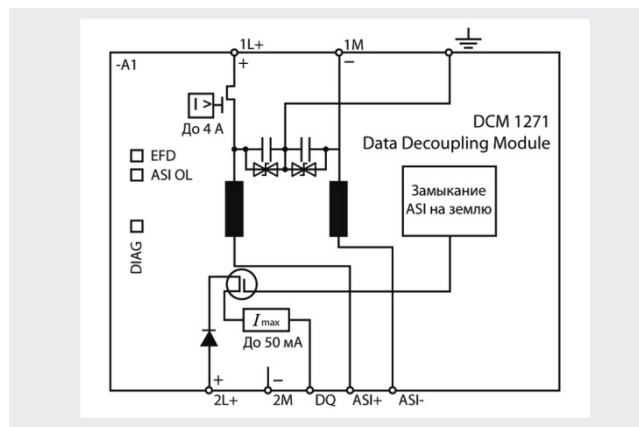 1L+
1M
-A1
+
–
I >
До 4 А
DCM 1271
Data Decoupling Module
EFD
ASI OL
Замыкание
ASI на землю
DIAG
I max
До 50 мА
+
–
2L+
2M
DQ
ASI+
ASI-